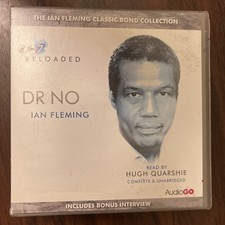 THE IAN FLEMING CLASSIC BOND COLLECTION
RELOADED
DR NO
IAN FLEMING
READ BY
HUGH QUARSHIE
COMPLETE & UNABRIDGED
AudioGO
INCLUDES BONUS INTERVIEW